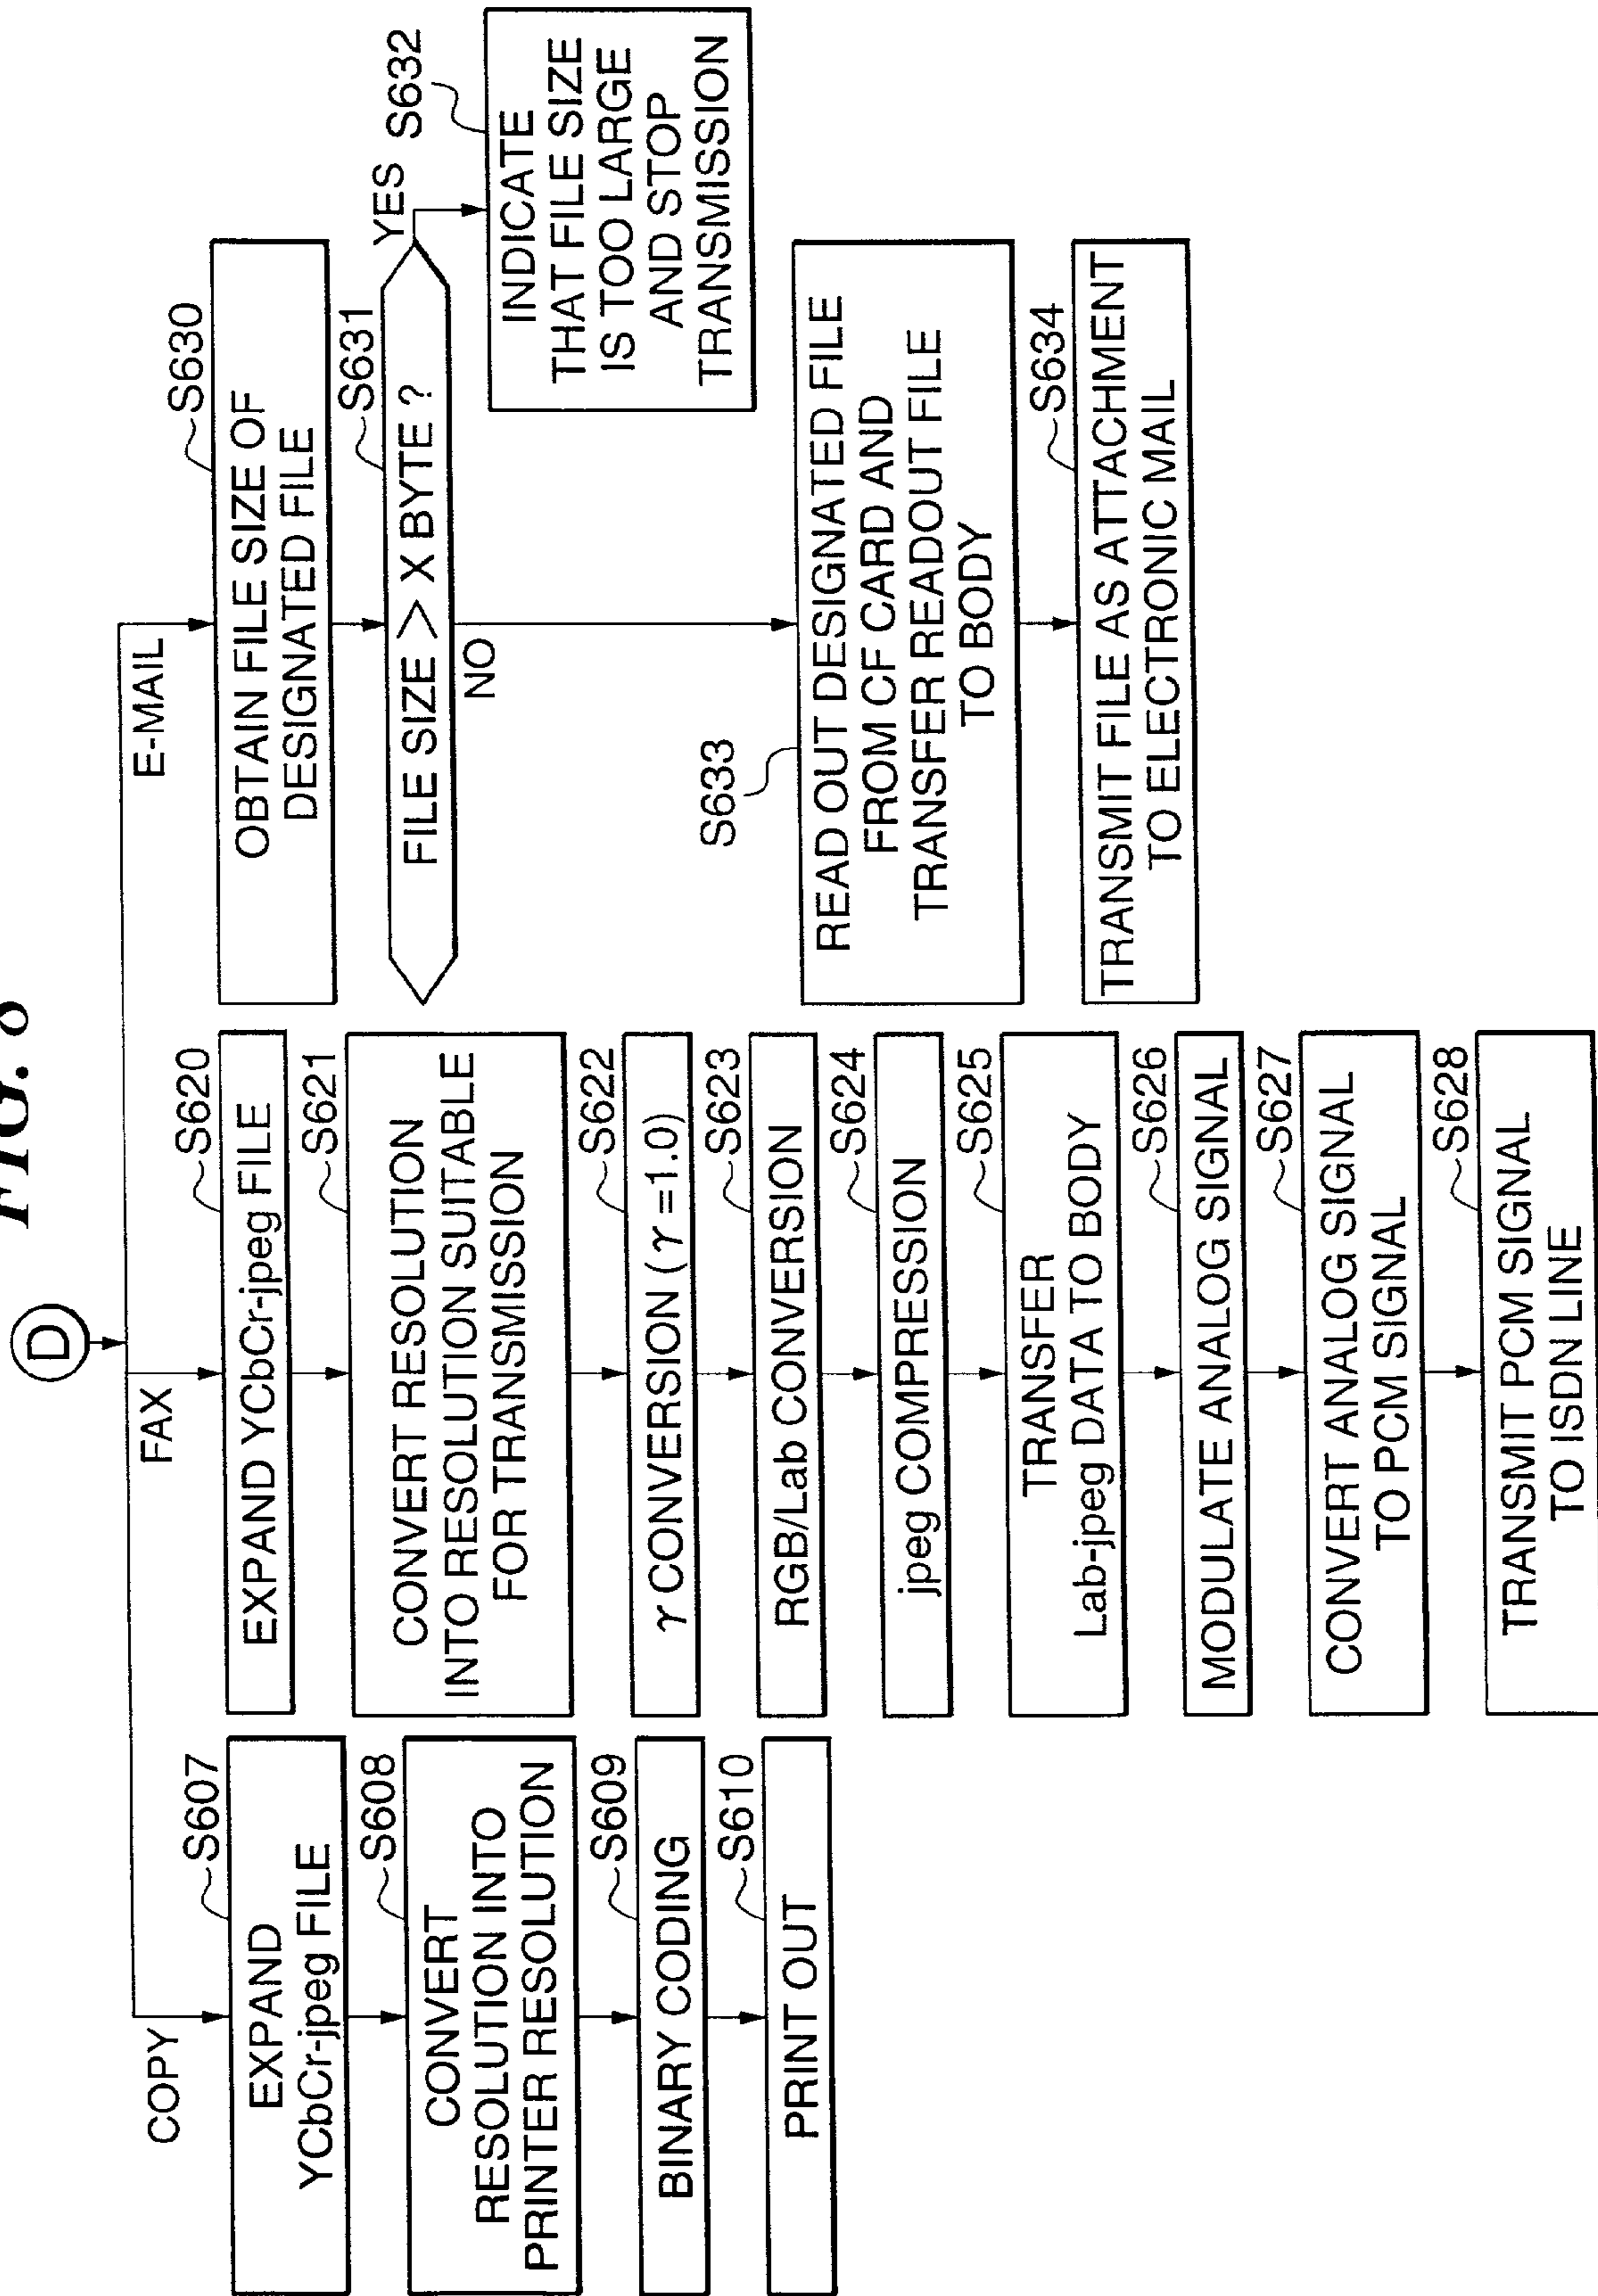 FIG. 8
D
COPY
S607
EXPAND
YCbCr-jpeg FILE
S608
CONVERT
RESOLUTION INTO
PRINTER RESOLUTION
S609
BINARY CODING
S610
PRINT OUT
FAX
S620
EXPAND YCbCr-jpeg FILE
S621
CONVERT RESOLUTION
INTO RESOLUTION SUITABLE
FOR TRANSMISSION
S622
γ CONVERSION (γ =1.0)
S623
RGB/Lab CONVERSION
S624
jpeg COMPRESSION
S625
TRANSFER
Lab-jpeg DATA TO BODY
S626
MODULATE ANALOG SIGNAL
S627
CONVERT ANALOG SIGNAL
TO PCM SIGNAL
S628
TRANSMIT PCM SIGNAL
TO ISDN LINE
E-MAIL
S630
OBTAIN FILE SIZE OF
DESIGNATED FILE
S631
FILE SIZE > X BYTE ?
YES
S632
INDICATE
THAT FILE SIZE
IS TOO LARGE
AND STOP
TRANSMISSION
NO
S633
READ OUT DESIGNATED FILE
FROM CF CARD AND
TRANSFER READOUT FILE
TO BODY
S634
TRANSMIT FILE AS ATTACHMENT
TO ELECTRONIC MAIL